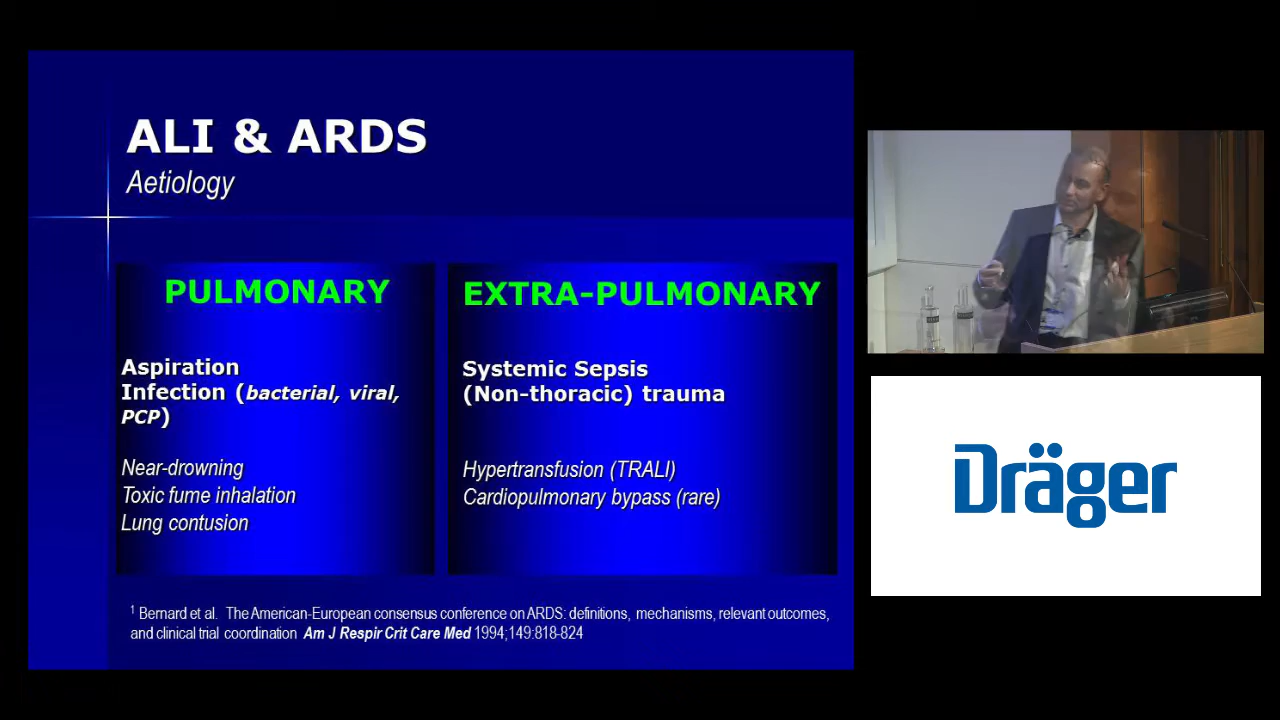 ALI & ARDS
Aetiology
PULMONARY
Aspiration
Infection (bacterial, viral,
PCP)
Near-drowning
Toxic fume inhalation
Lung contusion
EXTRA-PULMONARY
Systemic Sepsis
(Non-thoracic) trauma
Hypertransfusion (TRALI)
Cardiopulmonary bypass (rare)
1 Bernard et al. The American-European consensus conference on ARDS: definitions, mechanisms, relevant outcomes,
and clinical trial coordination Am J Respir Crit Care Med 1994;149:818-824
Dräger